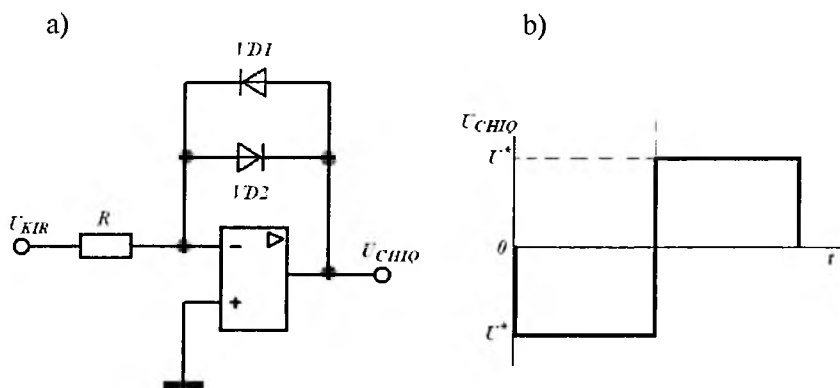 a)
b)
VD1
U_CHIQ
U*
VD2
U_KIR
R
0
t
−
+
U_CHIQ
U*